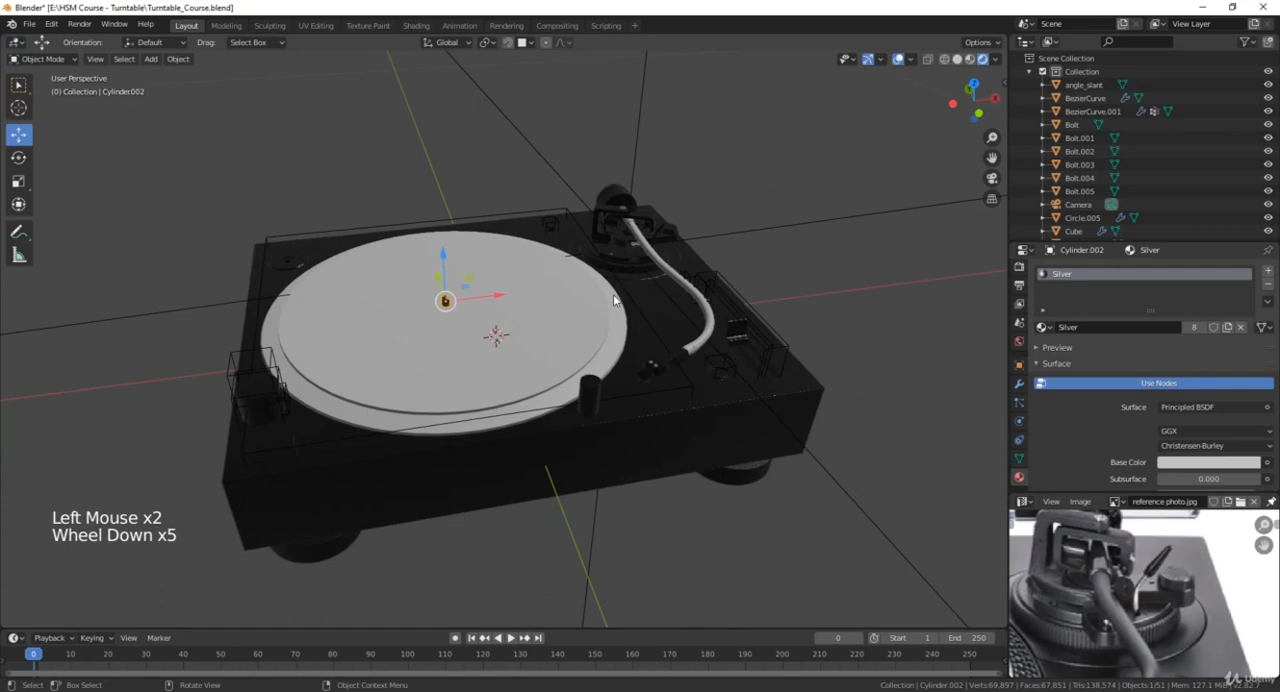 Blender* [E:\HSM Course - Turntable\Turntable_Course.blend]
File Edit Render Window Help Layout Modeling Sculpting UV Editing Texture Paint Shading Animation Rendering Compositing Scripting + Scene View Layer
Orientation: Default Drag: Select Box Global Options
Object Mode View Select Add Object
User Perspective
(0) Collection | Cylinder.002
Scene Collection
Collection
angle_slant
BezierCurve
BezierCurve.001
Bolt
Bolt.001
Bolt.002
Bolt.003
Bolt.004
Bolt.005
Camera
Circle.005
Cube
Cylinder.002 Silver
Silver
Silver 8
Preview
Surface
Use Nodes
Surface Principled BSDF
GGX
Christensen-Burley
Base Color
Subsurface 0.000
View Image reference photo.jpg
Left Mouse x2
Wheel Down x5
Playback Keying View Marker 0 Start 1 End 250
0 10 20 30 40 50 60 70 80 90 100 110 120 130 140 150 160 170 180 190 200 210 220 230 240 250
Select Box Select Rotate View Object Context Menu
Collection | Cylinder.002 | Verts:69,897 | Faces:67,851 | Tris:138,574 | Objects:1/51 | Mem: 127.1 MiB
Udemy